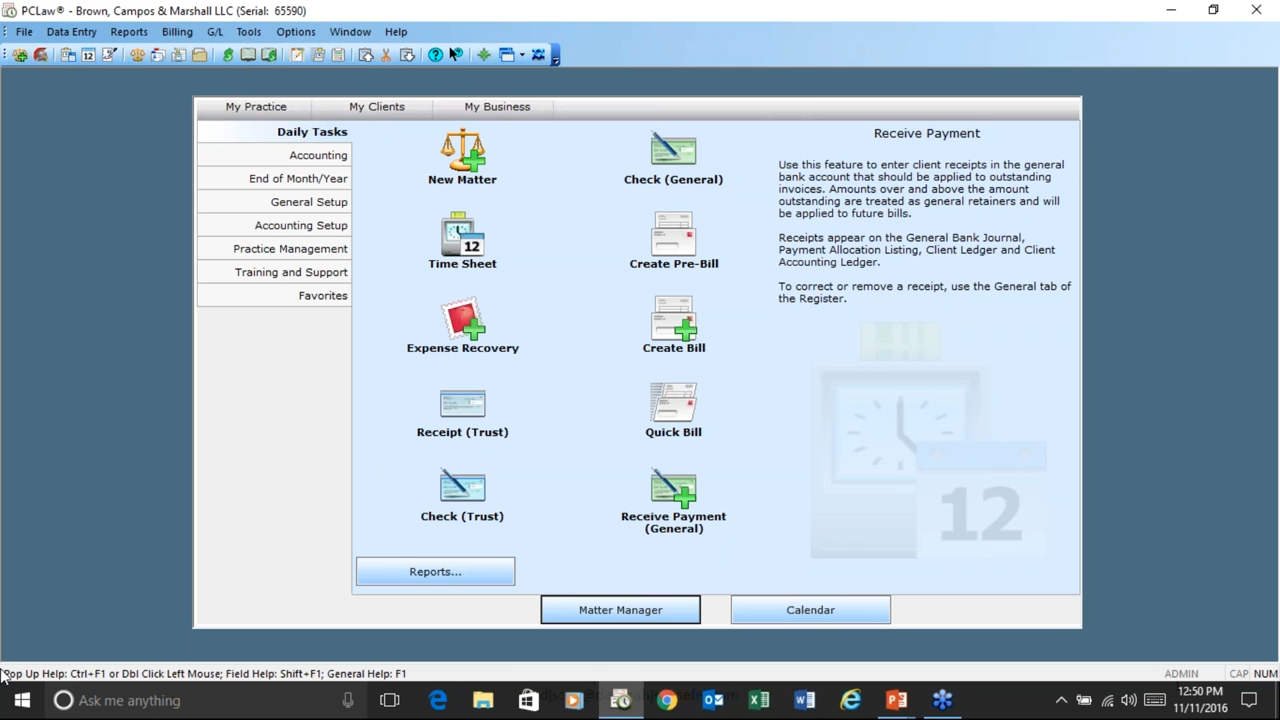 PCLaw® - Brown, Campos & Marshall LLC (Serial: 65590)
File Data Entry Reports Billing G/L Tools Options Window Help
My Practice My Clients My Business
Daily Tasks
Accounting
End of Month/Year
General Setup
Accounting Setup
Practice Management
Training and Support
Favorites
New Matter
Check (General)
Time Sheet
Create Pre-Bill
Expense Recovery
Create Bill
Receipt (Trust)
Quick Bill
Check (Trust)
Receive Payment
(General)
Reports...
Receive Payment
Use this feature to enter client receipts in the general
bank account that should be applied to outstanding
invoices. Amounts over and above the amount
outstanding are treated as general retainers and will
be applied to future bills.
Receipts appear on the General Bank Journal,
Payment Allocation Listing, Client Ledger and Client
Accounting Ledger.
To correct or remove a receipt, use the General tab of
the Register.
12
12
Matter Manager
Calendar
Pop Up Help: Ctrl+F1 or Dbl Click Left Mouse; Field Help: Shift+F1; General Help: F1
ADMIN CAP NUM
Ask me anything
12:50 PM
11/11/2016